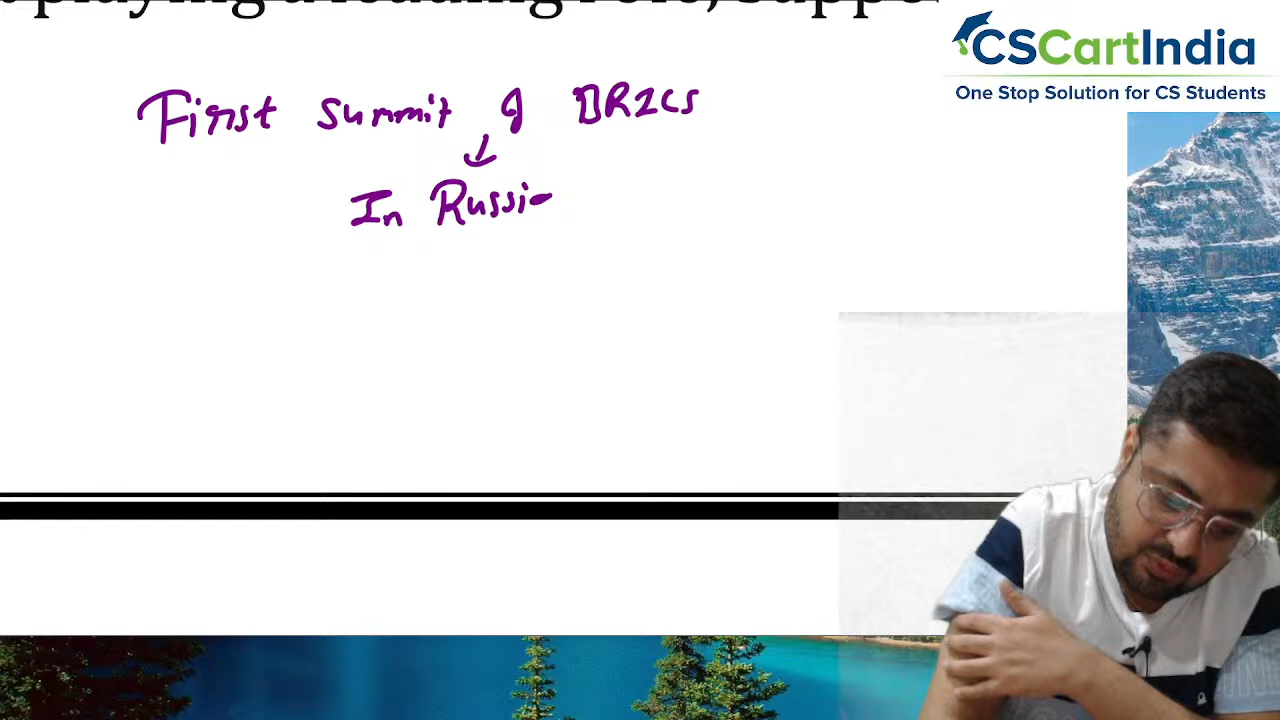 CSCartIndia
One Stop Solution for CS Students
First summit of BRICS
In Russia